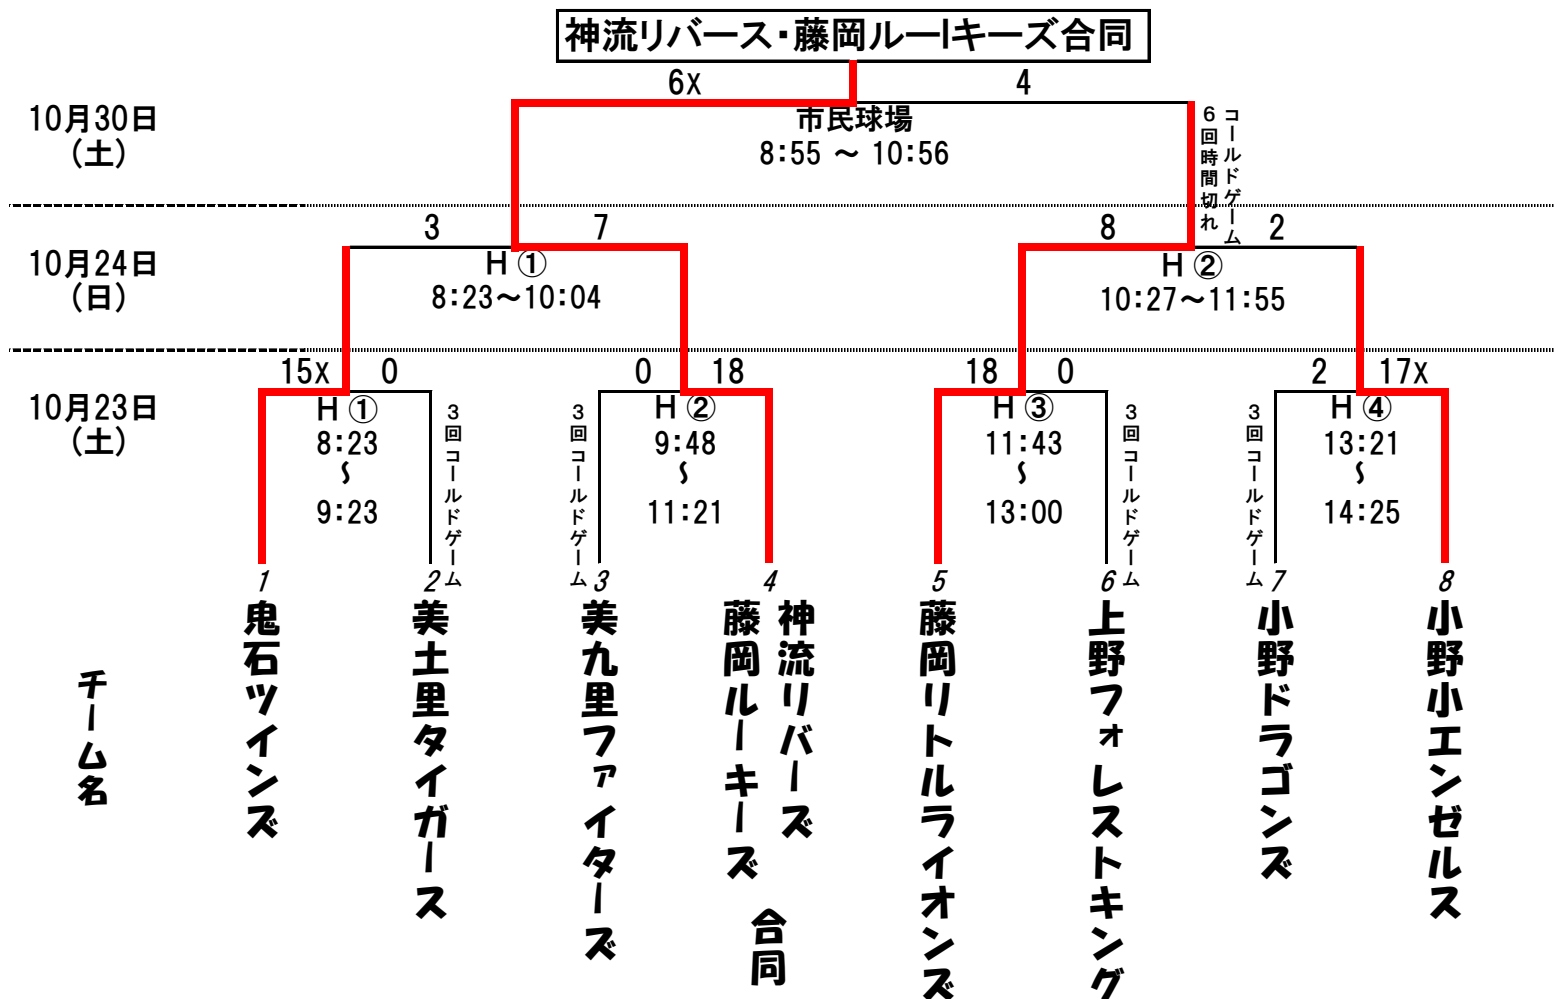 神流リバース・藤岡ルーlキーズ合同
6X
4
10月30日
（土）
市民球場
8:55 ～ 10:56
6回時間切れ
コールドゲーム
3
7
8
2
10月24日
（日）
H ①
8:23～10:04
H ②
10:27～11:55
15X
0
0
18
18
0
2
17X
10月23日
（土）
H ①
8:23
～
9:23
3回コールドゲーム
3回コールドゲーム
H ②
9:48
～
11:21
H ③
11:43
～
13:00
3回コールドゲーム
3回コールドゲーム
H ④
13:21
～
14:25
1
2
3
4
5
6
7
8
チーム名
鬼石ツインズ
美土里タイガース
美九里ファイターズ
神流リバーズ
藤岡ルーキーズ
合同
藤岡リトルライオンズ
上野フォレストキング
小野ドラゴンズ
小野小エンゼルス